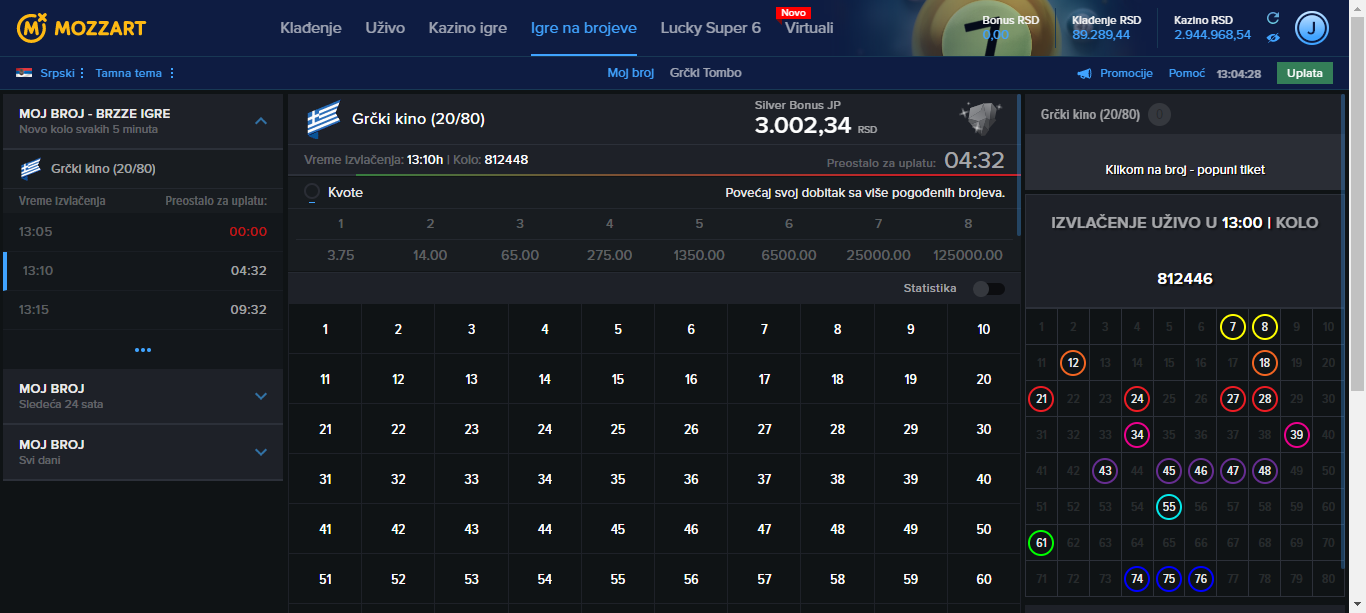 MOZZART
Klađenje Uživo Kazino igre Igre na brojeve Lucky Super 6 Novo Virtuali
7
Bonus RSD Klađenje RSD Kazino RSD
0,00 89.289,44 2.944.968,54 J
Srpski Tamna tema Moj broj Grčki Tombo Promocije Pomoć 13:04:28 Uplata
MOJ BROJ - BRZZE IGRE
Novo kolo svakih 5 minuta
Grčki kino (20/80)
Vreme izvlačenja Preostalo za uplatu:
13:05 00:00
13:10 04:32
13:15 09:32
MOJ BROJ
Sledeća 24 sata
MOJ BROJ
Svi dani
Grčki kino (20/80)
Silver Bonus JP
3.002,34 RSD
Vreme izvlačenja: 13:10h | Kolo: 812448 Preostalo za uplatu: 04:32
Kvote Povećaj svoj dobitak sa više pogođenih brojeva.
1 2 3 4 5 6 7 8
3.75 14.00 65.00 275.00 1350.00 6500.00 25000.00 125000.00
Statistika
1 2 3 4 5 6 7 8 9 10
11 12 13 14 15 16 17 18 19 20
21 22 23 24 25 26 27 28 29 30
31 32 33 34 35 36 37 38 39 40
41 42 43 44 45 46 47 48 49 50
51 52 53 54 55 56 57 58 59 60
Grčki kino (20/80) 0
Klikom na broj - popuni tiket
IZVLAČENJE UŽIVO U 13:00 | KOLO
812446
1 2 3 4 5 6 7 8 9 10
11 12 13 14 15 16 17 18 19 20
21 22 23 24 25 26 27 28 29 30
31 32 33 34 35 36 37 38 39 40
41 42 43 44 45 46 47 48 49 50
51 52 53 54 55 56 57 58 59 60
61 62 63 64 65 66 67 68 69 70
71 72 73 74 75 76 77 78 79 80